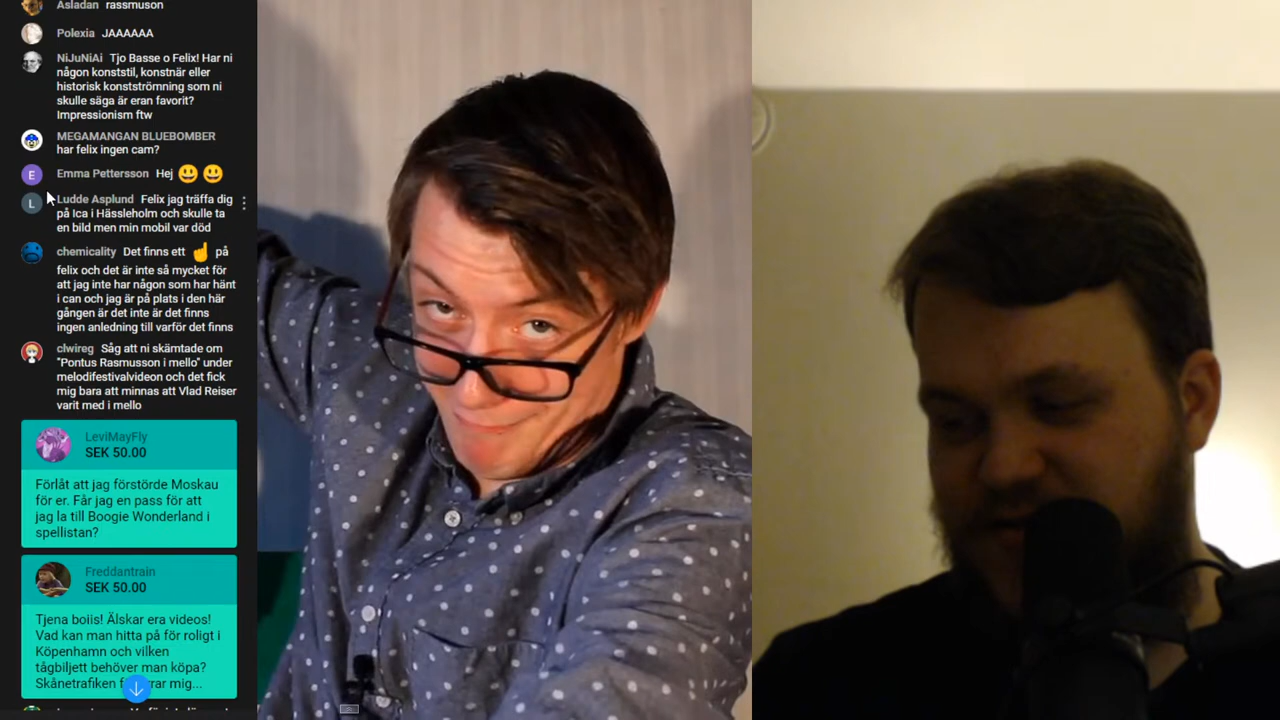 Asladan rassmuson
Polexia JAAAAAA
NiJuNiAi Tjo Basse o Felix! Har ni
någon konststil, konstnär eller
historisk konstströmning som ni
skulle säga är eran favorit?
Impressionism ftw
MEGAMANGAN BLUEBOMBER
har felix ingen cam?
E Emma Pettersson Hej 😃 😃
L Ludde Asplund Felix jag träffa dig
på Ica i Hässleholm och skulle ta
en bild men min mobil var död
chemicality Det finns ett ☝ på
felix och det är inte så mycket för
att jag inte har någon som har hänt
i can och jag är på plats i den här
gången är det inte är det finns
ingen anledning till varför det finns
clwireg Såg att ni skämtade om
"Pontus Rasmusson i mello" under
melodifestivalvideon och det fick
mig bara att minnas att Vlad Reiser
varit med i mello
LeviMayFly
SEK 50.00
Förlåt att jag förstörde Moskau
för er. Får jag en pass för att
jag la till Boogie Wonderland i
spellistan?
Freddantrain
SEK 50.00
Tjena boiis! Älskar era videos!
Vad kan man hitta på för roligt i
Köpenhamn och vilken
tågbiljett behöver man köpa?
Skånetrafiken mig...